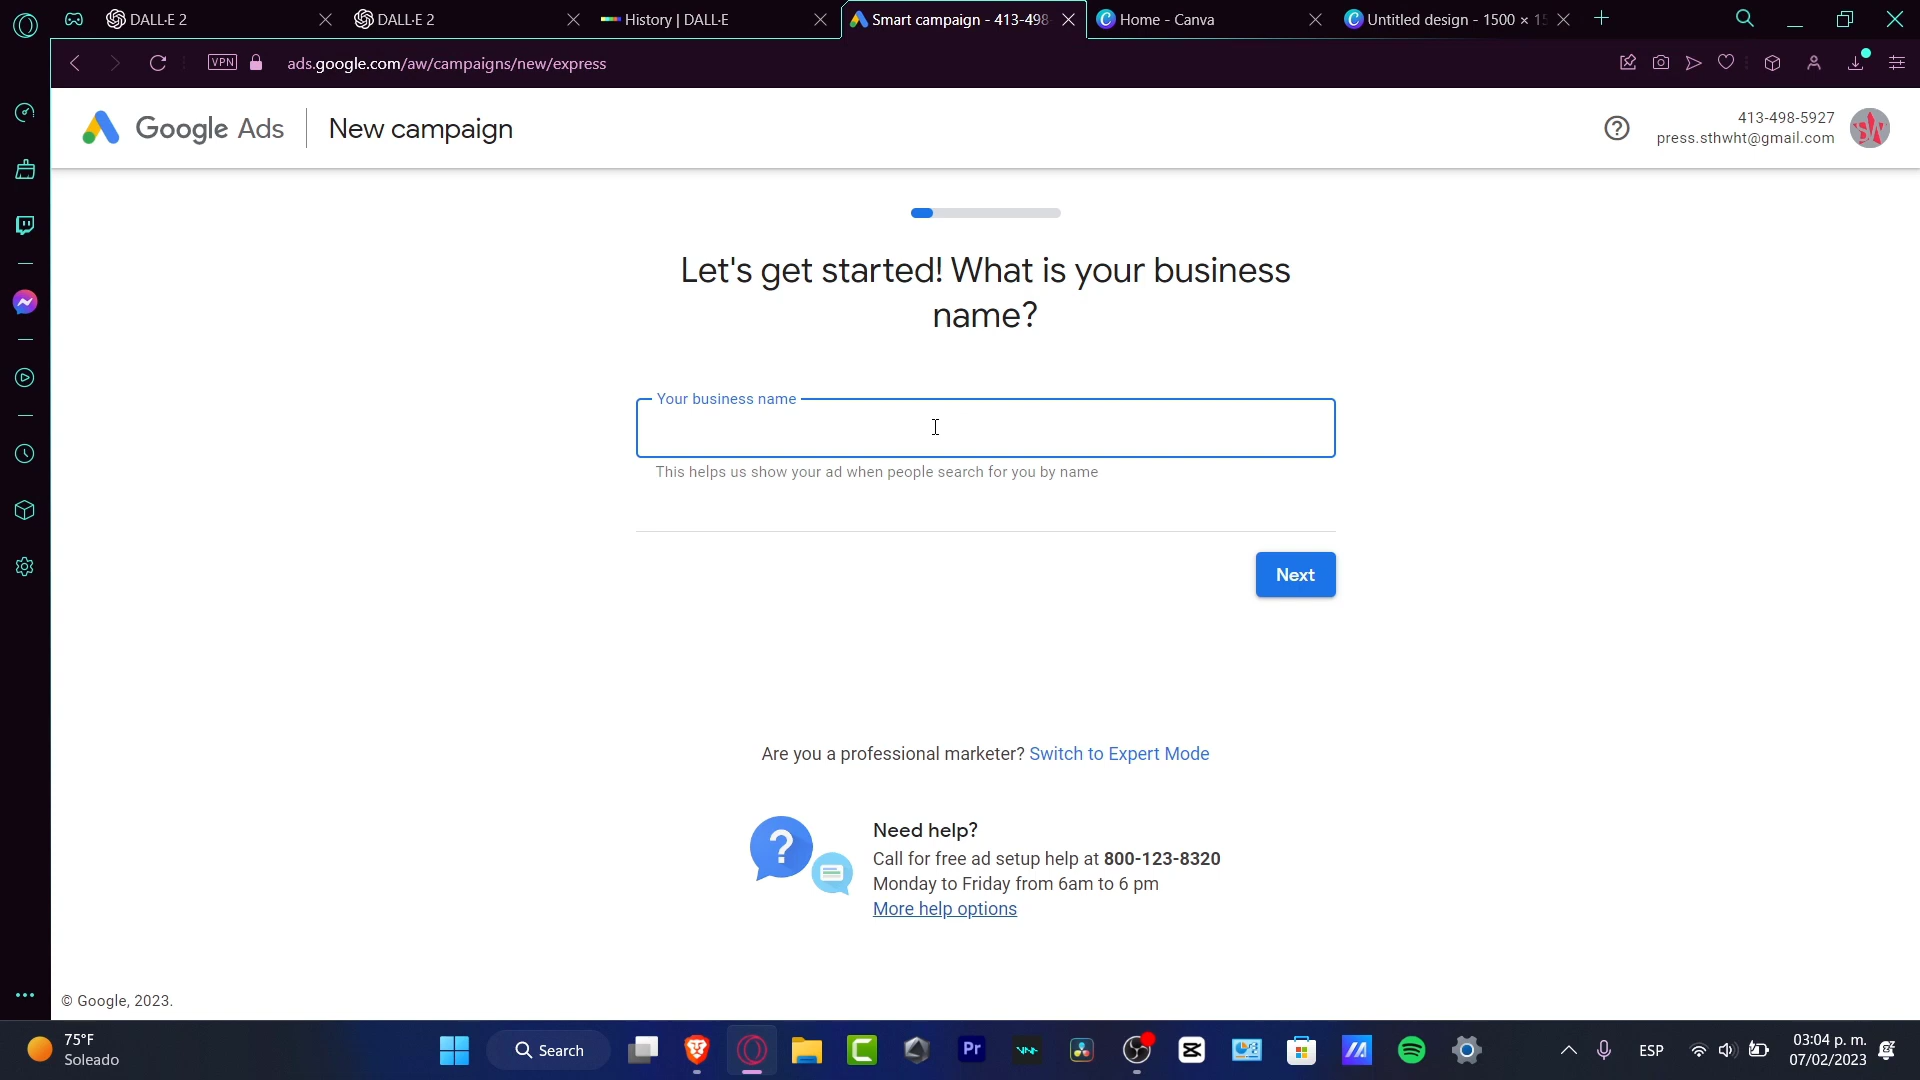 DALL·E 2
DALL·E 2
History | DALL·E
Smart campaign - 413-498
Home - Canva
Untitled design - 1500 × 15
VPN
ads.google.com/aw/campaigns/new/express
Google Ads
New campaign
413-498-5927
press.sthwht@gmail.com
Let's get started! What is your business
name?
Your business name
This helps us show your ad when people search for you by name
Next
Are you a professional marketer? Switch to Expert Mode
Need help?
Call for free ad setup help at 800-123-8320
Monday to Friday from 6am to 6 pm
More help options
© Google, 2023.
75°F
Soleado
Search
Pr
ESP
03:04 p. m.
07/02/2023